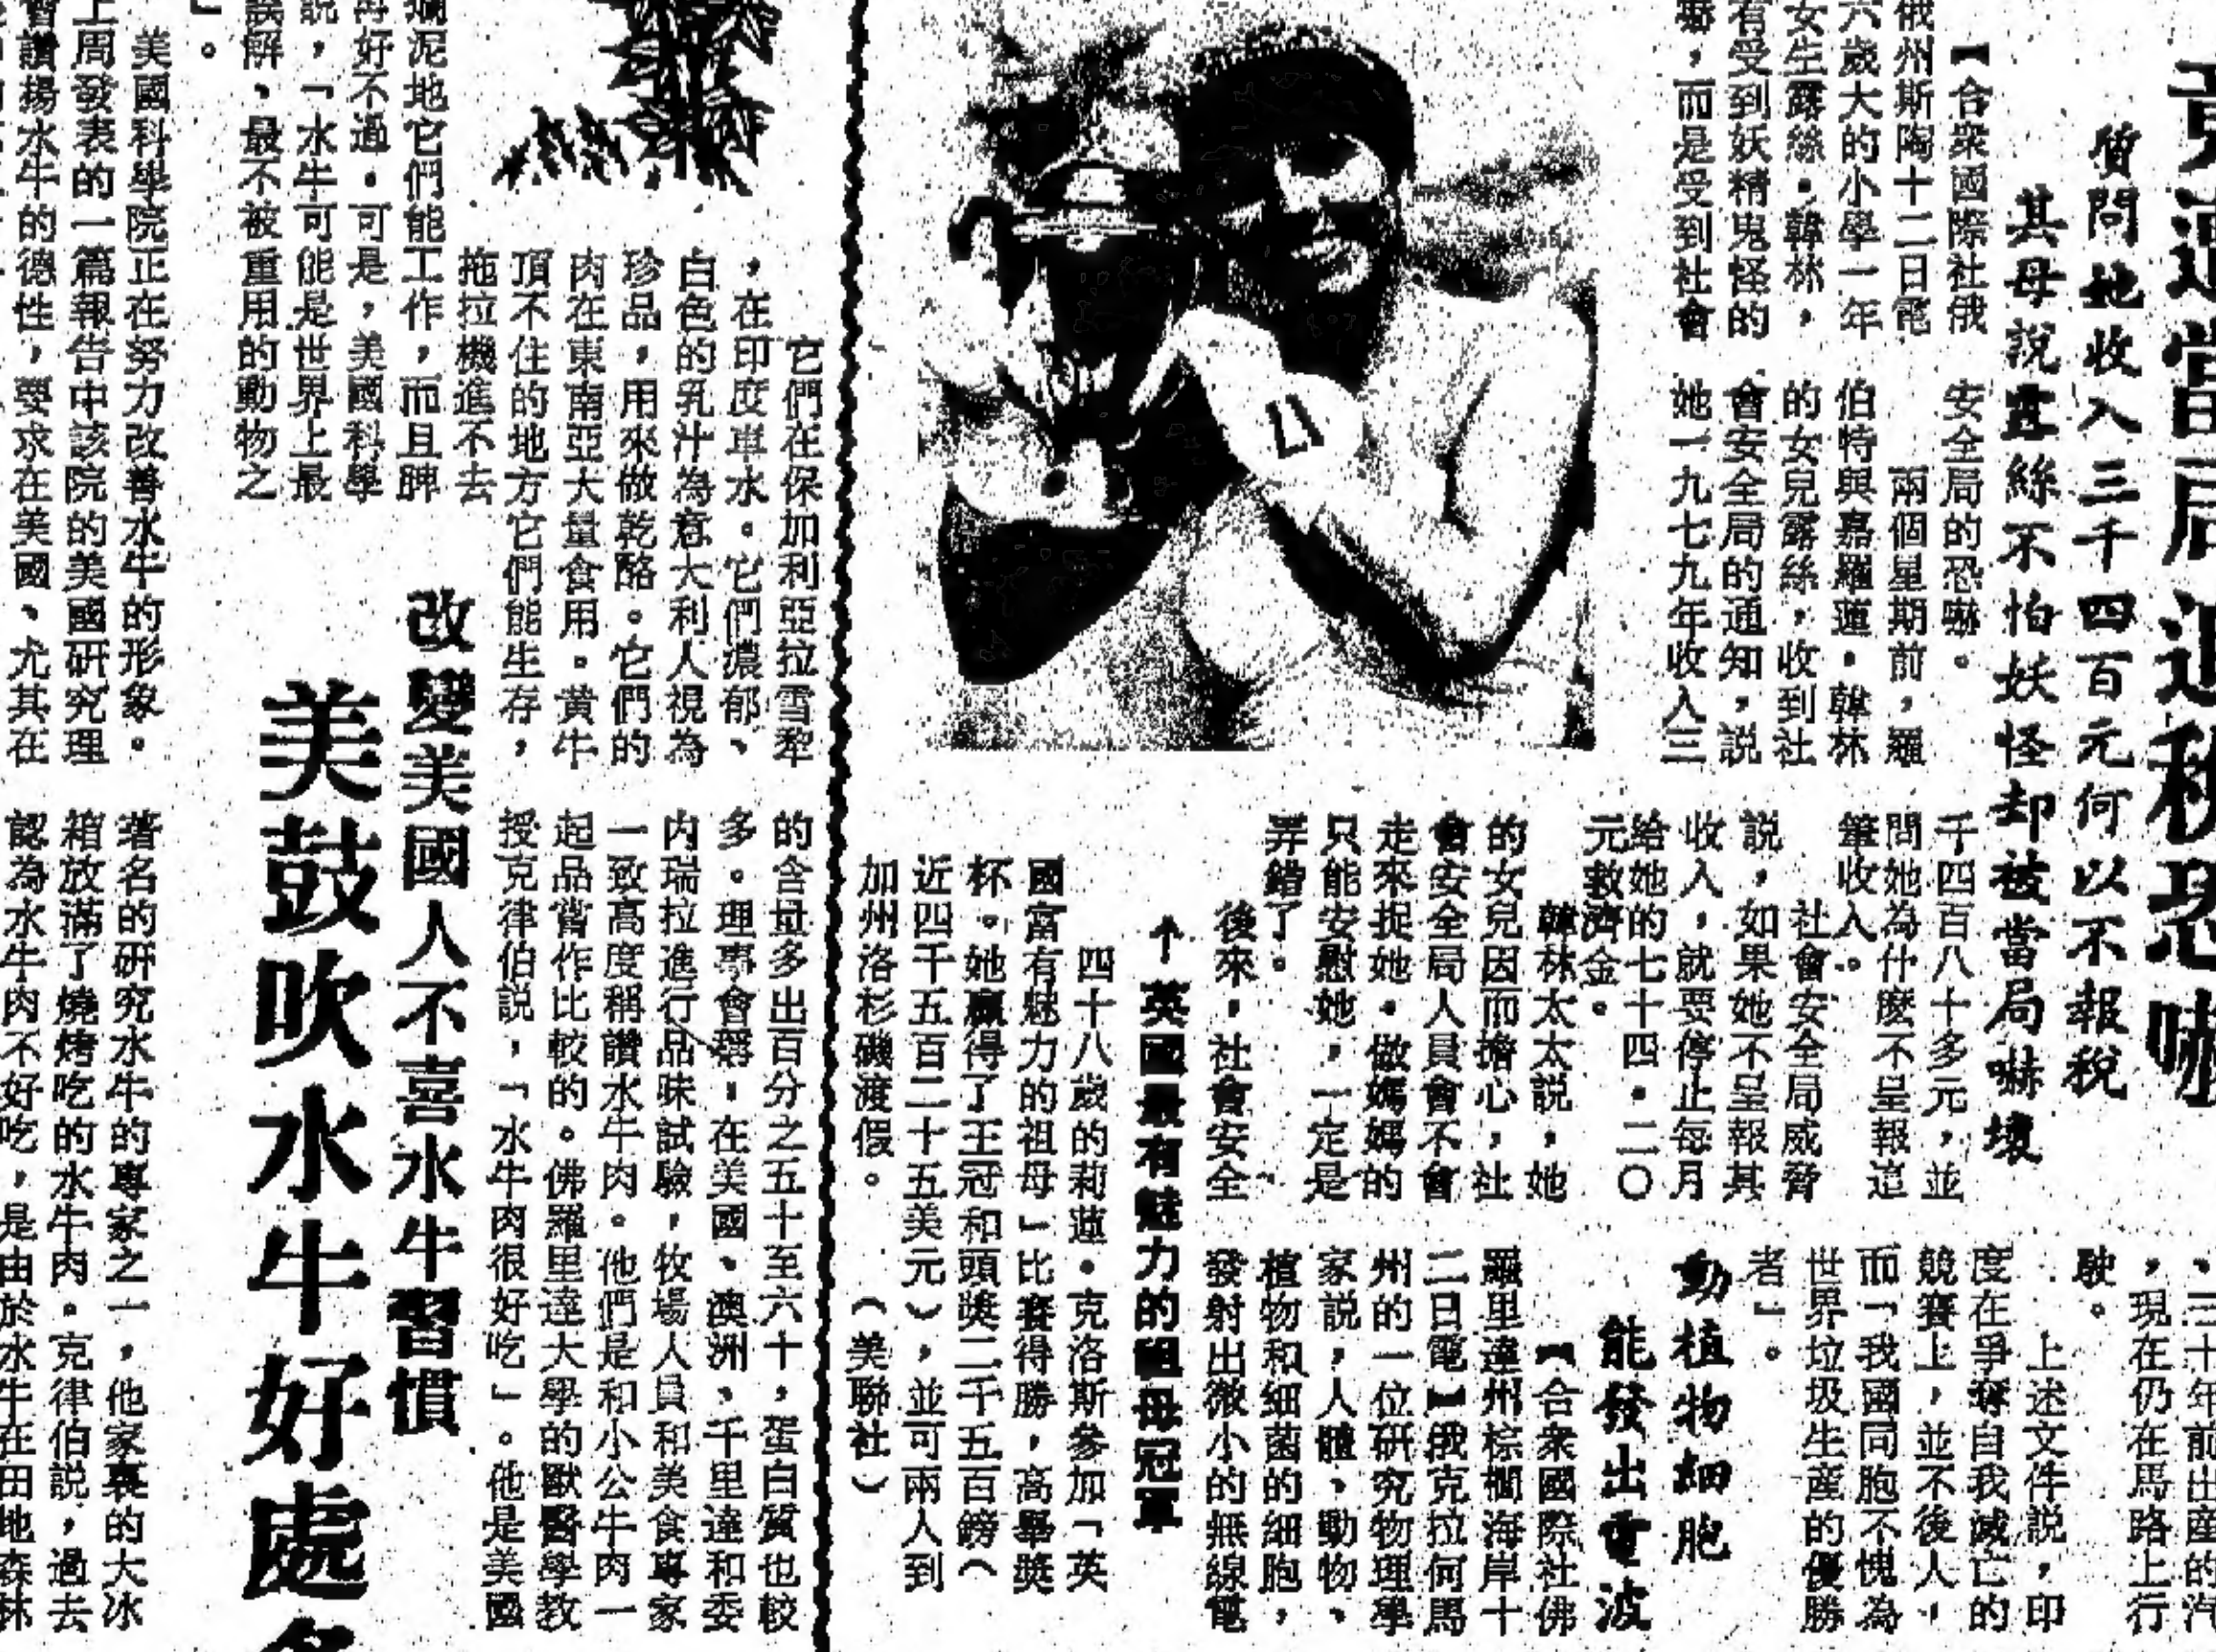 竟遭當局追稅恐嚇
質問她收入三千四百元何以不報稅
其母說露絲不怕妖怪却被當局嚇壞
【合衆國際社俄
俄州斯陶十二日電
六歲大的小學一年
女生露絲·韓林，
有受到妖精鬼怪的
嚇，而是受到社會
安全局的恐嚇。
兩個星期前，羅
伯特與嘉羅蓮·韓林
的女兒露絲，收到社
會安全局的通知，說
她一九七九年收入三
千四百八十多元，並
問她為什麼不呈報這
筆收入。
社會安全局威脅
說，如果她不呈報其
收入，就要停止每月
給她的七十四·二〇
元救濟金。
韓林太太說，她
的女兒因而擔心，社
會安全局人員會不會
走來捉她。做媽媽的
只能安慰她，一定是
弄錯了。
後來，社會安全
三十年前出產的汽
，現在仍在馬路上行
駛。
上述文件說，印
度在爭奪自我滅亡的
競賽上，並不後人，
而「我國同胞不愧為
世界垃圾生產的優勝
者」。
動植物細胞
能發出電波
【合衆國際社佛
羅里達州棕櫚海岸十
二日電】俄克拉何馬
州的一位研究物理學
家說，人體、動物、
植物和細菌的細胞，
發射出微小的無線電
↑英國最有魅力的祖母冠軍
四十八歲的莉蓮·克洛斯參加「英
國富有魅力的祖母」比賽得勝，高舉獎
杯。她贏得了王冠和頭獎二千五百鎊（
近四千五百二十五美元），並可兩人到
加州洛杉磯渡假。
（美聯社）
它們在保加利亞拉雪犁
，在印度車水。它們濃郁、
白色的乳汁為意大利人視為
珍品，用來做乾酪。它們的
肉在東南亞大量食用。黃牛
頂不住的地方它們能生存，
拖拉機進不去
爛泥地它們能工作，而且脾
再好不過。可是，美國科學
說，「水牛可能是世界上最
誤解、最不被重用的動物之
」。
美國科學院正在努力改善水牛的形象。
上周發表的一篇報告中該院的美國研究理
讚揚水牛的德性，要求在美國、尤其在
改變美國人不喜水牛習慣
美鼓吹水牛好處多
的含量多出百分之五十至六十，蛋白質也較
多。理專會稱，在美國、澳洲、千里達和委
內瑞拉進行品味試驗，牧場人員和美食專家
一致高度稱讚水牛肉。他們是和小公牛肉一
起品嘗作比較的。佛羅里達大學的獸醫學教
授克律伯說，「水牛肉很好吃」。他是美國
著名的研究水牛的專家之一，他家裏的大冰
箱放滿了燒烤吃的水牛肉。克律伯說，過去
認為水牛肉不好吃，是由於水牛在田地森林